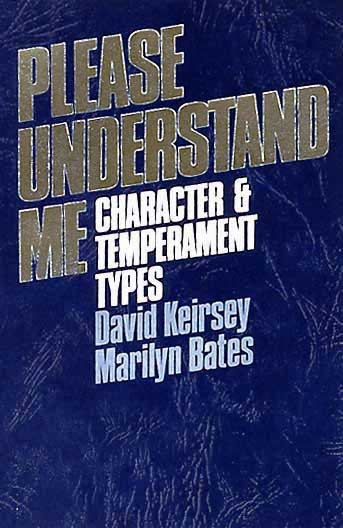 PLEASE
UNDERSTAND
ME
CHARACTER &
TEMPERAMENT
TYPES
David Keirsey
Marilyn Bates